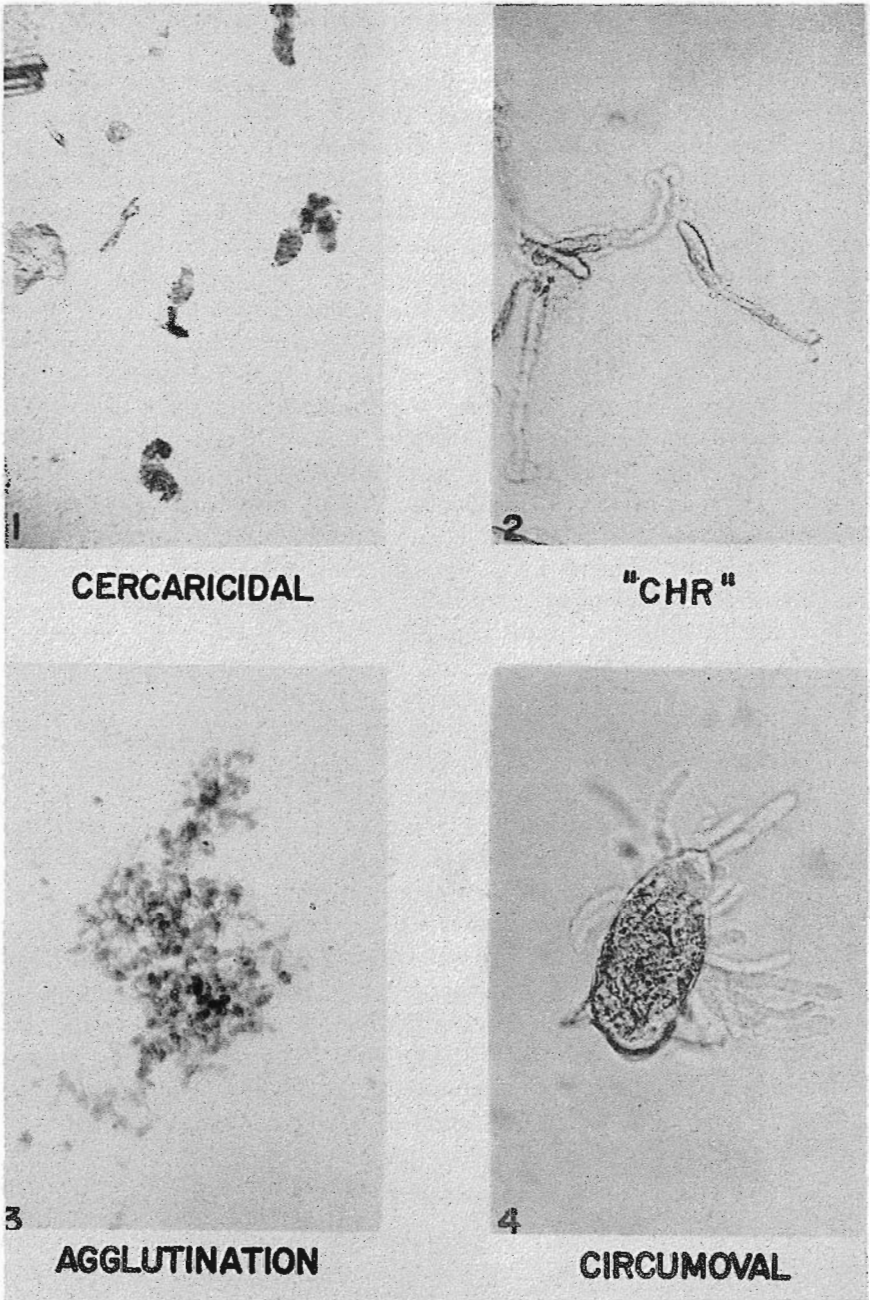 1
2
CERCARICIDAL
"CHR"
3
4
AGGLUTINATION
CIRCUMOVAL